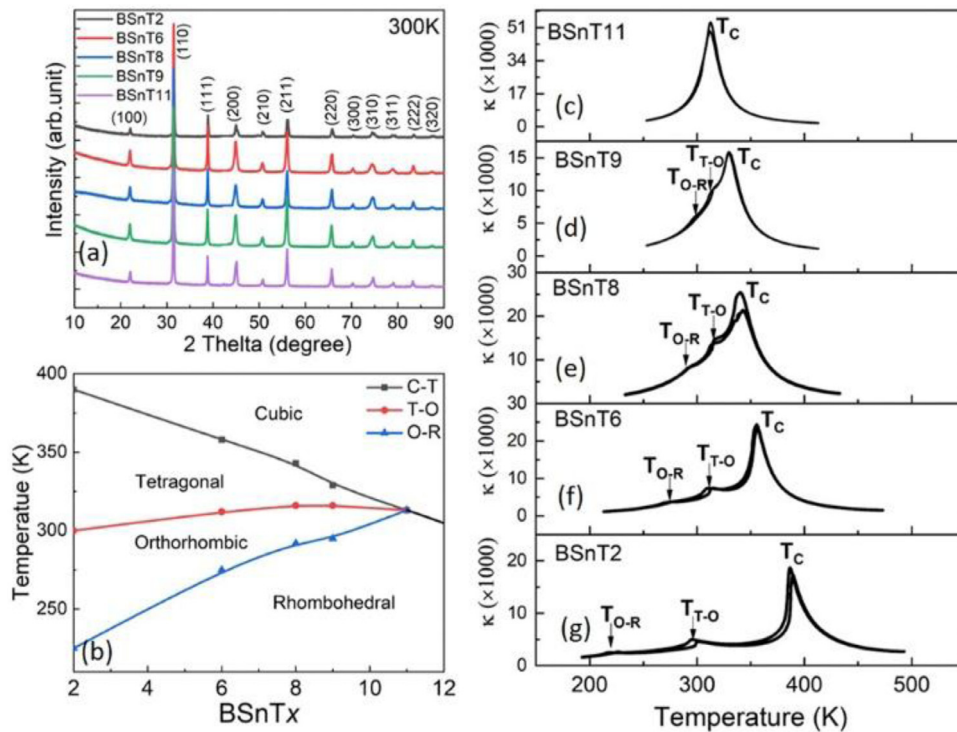 BSnT2
BSnT6
BSnT8
BSnT9
BSnT11
300K
(100)
(110)
(111)
(200)
(210)
(211)
(220)
(300)
(310)
(311)
(222)
(320)
Intensity (arb.unit)
(a)
10 20 30 40 50 60 70 80 90
2 Thelta (degree)
400
350
300
250
Temperatue (K)
C-T
T-O
O-R
Cubic
Tetragonal
Orthorhombic
Rhombohedral
(b)
2 4 6 8 10 12
BSnTx
BSnT11
TC
51
34
17
0
κ (×1000)
(c)
BSnT9
TT-O
TC
TO-R
15
10
5
0
κ (×1000)
(d)
30
BSnT8
TC
TT-O
TO-R
20
10
κ (×1000)
(e)
30
BSnT6
TC
TT-O
TO-R
20
10
0
κ (×1000)
(f)
BSnT2
TC
TT-O
TO-R
20
10
0
κ (×1000)
(g)
200 300 400 500
Temperature (K)